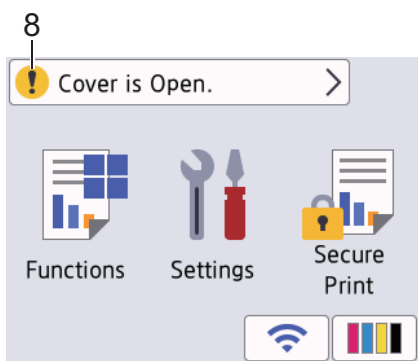 8
! Cover is Open.
Functions
Settings
Secure
Print